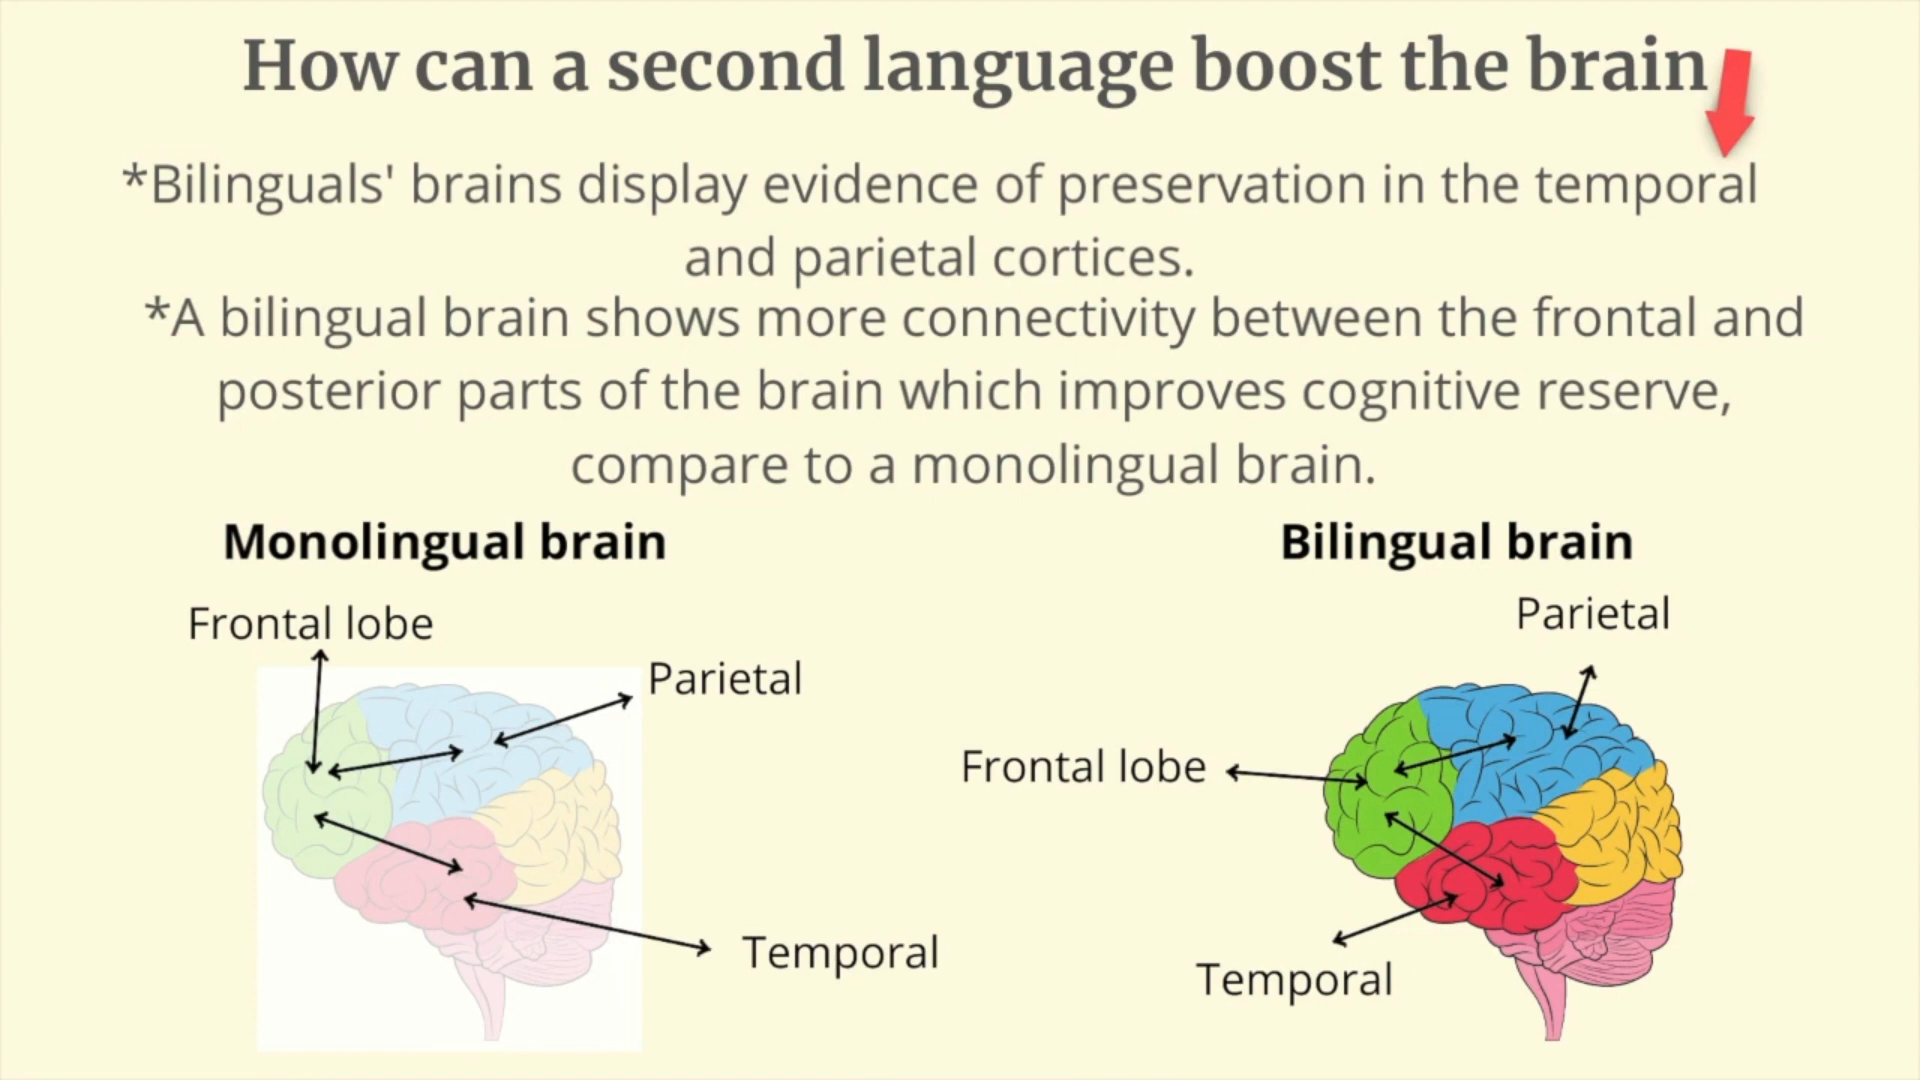 How can a second language boost the brain
*Bilinguals' brains display evidence of preservation in the temporal
and parietal cortices.
*A bilingual brain shows more connectivity between the frontal and
posterior parts of the brain which improves cognitive reserve,
compare to a monolingual brain.
Monolingual brain
Frontal lobe
Parietal
Temporal
Bilingual brain
Parietal
Frontal lobe
Temporal